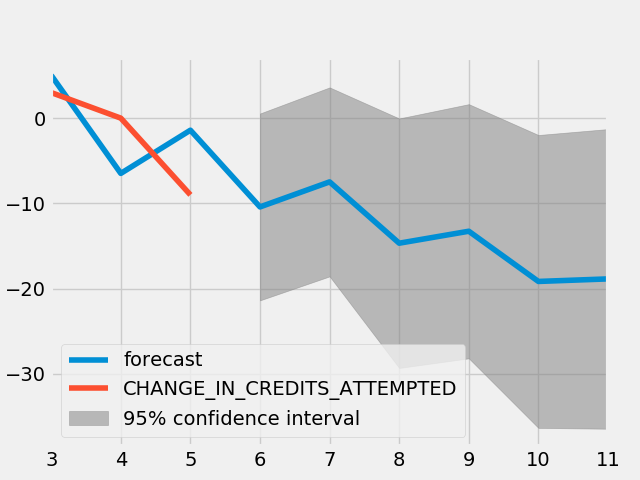 0
−10
−20
−30
forecast
CHANGE_IN_CREDITS_ATTEMPTED
95% confidence interval
3 4 5 6 7 8 9 10 11